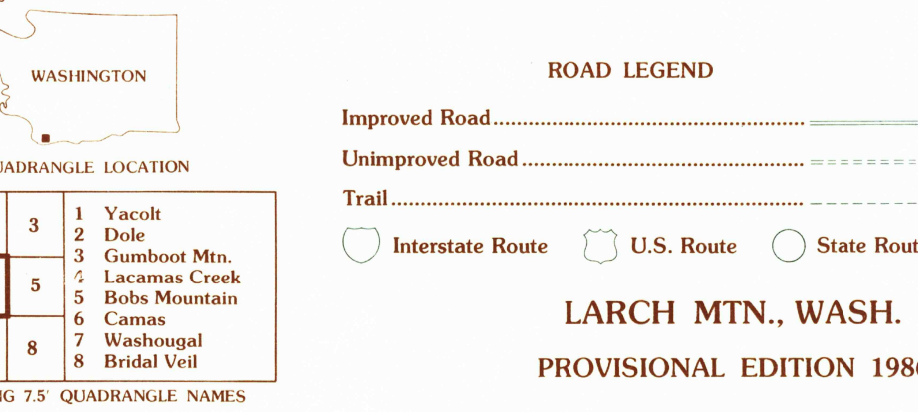 WASHINGTON
QUADRANGLE LOCATION
3
5
8
1 Yacolt
2 Dole
3 Gumboot Mtn.
4 Lacamas Creek
5 Bobs Mountain
6 Camas
7 Washougal
8 Bridal Veil
G 7.5' QUADRANGLE NAMES
ROAD LEGEND
Improved Road
Unimproved Road
Trail
Interstate Route U.S. Route State Rout
LARCH MTN., WASH.
PROVISIONAL EDITION 1986